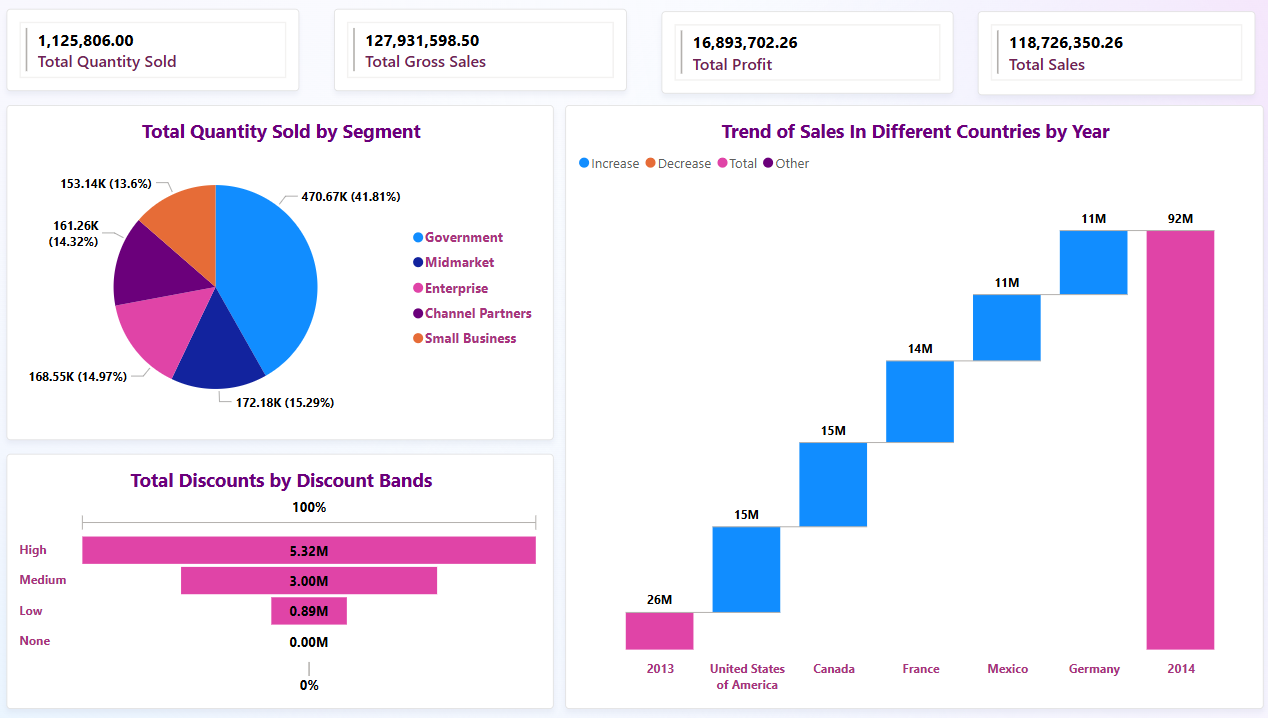 1,125,806.00
Total Quantity Sold
127,931,598.50
Total Gross Sales
16,893,702.26
Total Profit
118,726,350.26
Total Sales
Total Quantity Sold by Segment
153.14K (13.6%)
470.67K (41.81%)
161.26K
(14.32%)
168.55K (14.97%)
172.18K (15.29%)
Government
Midmarket
Enterprise
Channel Partners
Small Business
Total Discounts by Discount Bands
100%
High
5.32M
Medium
3.00M
Low
0.89M
None
0.00M
0%
Trend of Sales In Different Countries by Year
Increase Decrease Total Other
26M
15M
15M
14M
11M
11M
92M
2013
United States
of America
Canada
France
Mexico
Germany
2014